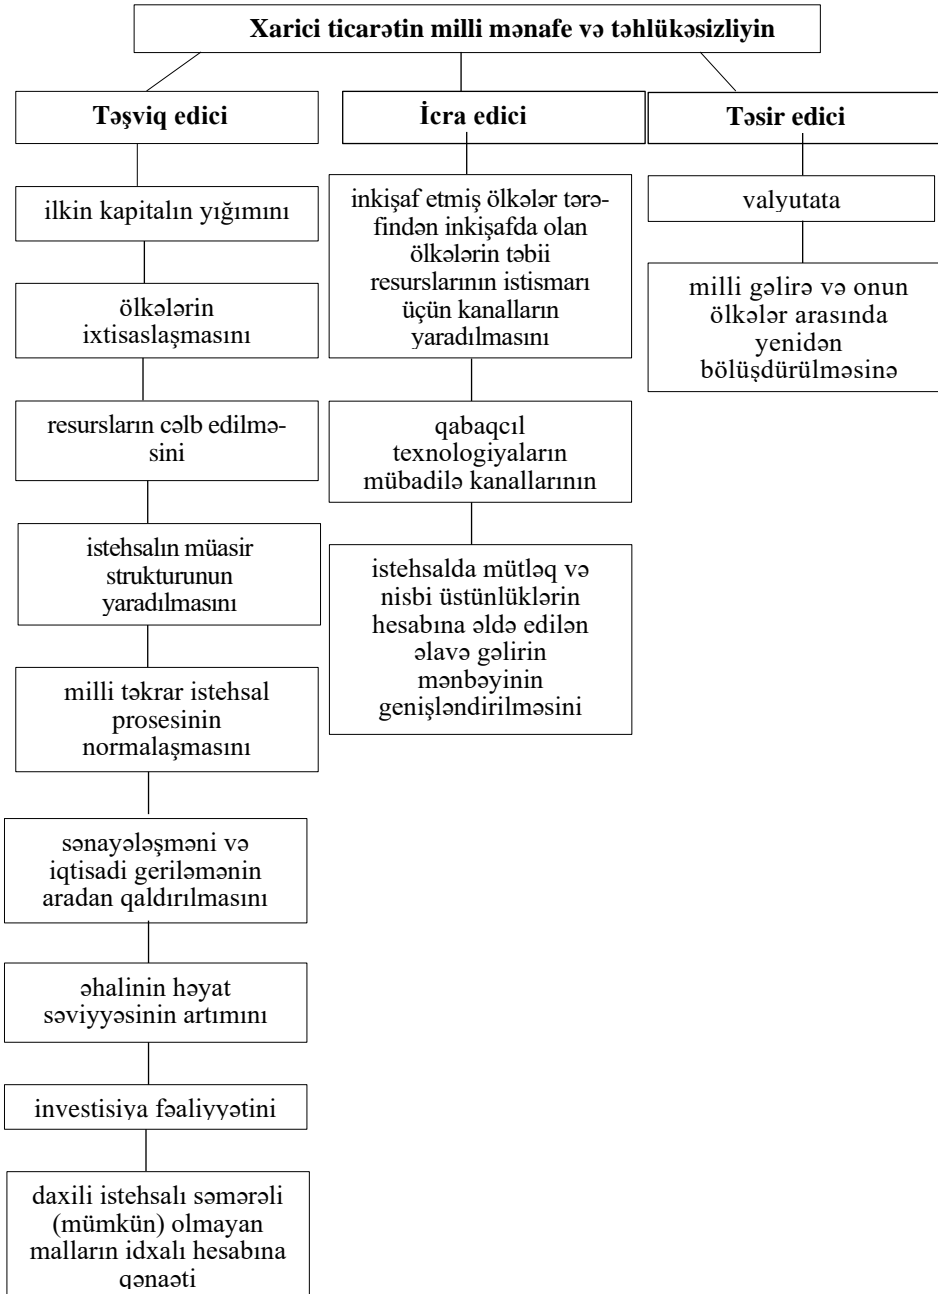 Xarici ticarətin milli mənafe və təhlükəsizliyin
Təşviq edici
ilkin kapitalın yığımını
ölkələrin
ixtisaslaşmasını
resursların cəlb edilmə-
sini
istehsalın müasir
strukturunun
yaradılmasını
milli təkrar istehsal
prosesinin
normalaşmasını
sənayələşməni və
iqtisadi geriləmənin
aradan qaldırılmasını
əhalinin həyat
səviyyəsinin artımını
investisiya fəaliyyətini
daxili istehsalı səmərəli
(mümkün) olmayan
malların idxalı hesabına
qənaəti
İcra edici
inkişaf etmiş ölkələr tərə-
findən inkişafda olan
ölkələrin təbii
resurslarının istismarı
üçün kanalların
yaradılmasını
qabaqcıl
texnologiyaların
mübadilə kanallarının
istehsalda mütləq və
nisbi üstünlüklərin
hesabına əldə edilən
əlavə gəlirin
mənbəyinin
genişləndirilməsini
Təsir edici
valyutata
milli gəlirə və onun
ölkələr arasında
yenidən
bölüşdürülməsinə